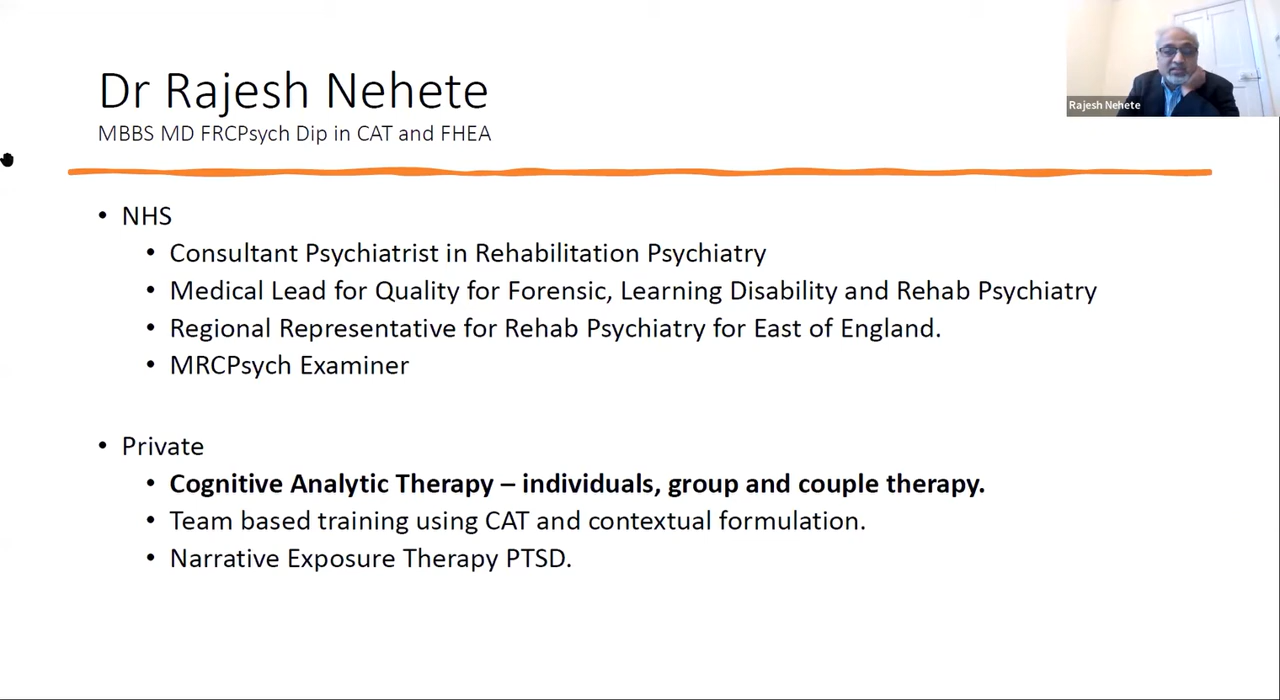 Dr Rajesh Nehete
MBBS MD FRCPsych Dip in CAT and FHEA
Rajesh Nehete
• NHS
• Consultant Psychiatrist in Rehabilitation Psychiatry
• Medical Lead for Quality for Forensic, Learning Disability and Rehab Psychiatry
• Regional Representative for Rehab Psychiatry for East of England.
• MRCPsych Examiner
• Private
• Cognitive Analytic Therapy – individuals, group and couple therapy.
• Team based training using CAT and contextual formulation.
• Narrative Exposure Therapy PTSD.